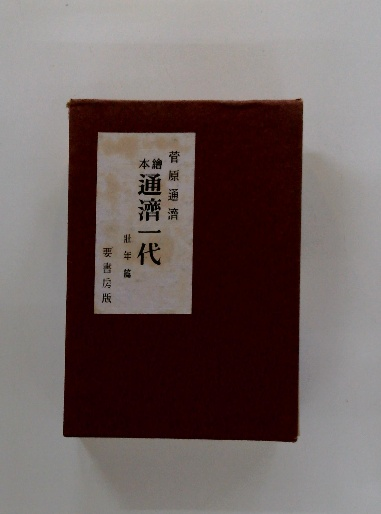 菅原通濟
繪本 通濟一代
壯年篇
要書房版